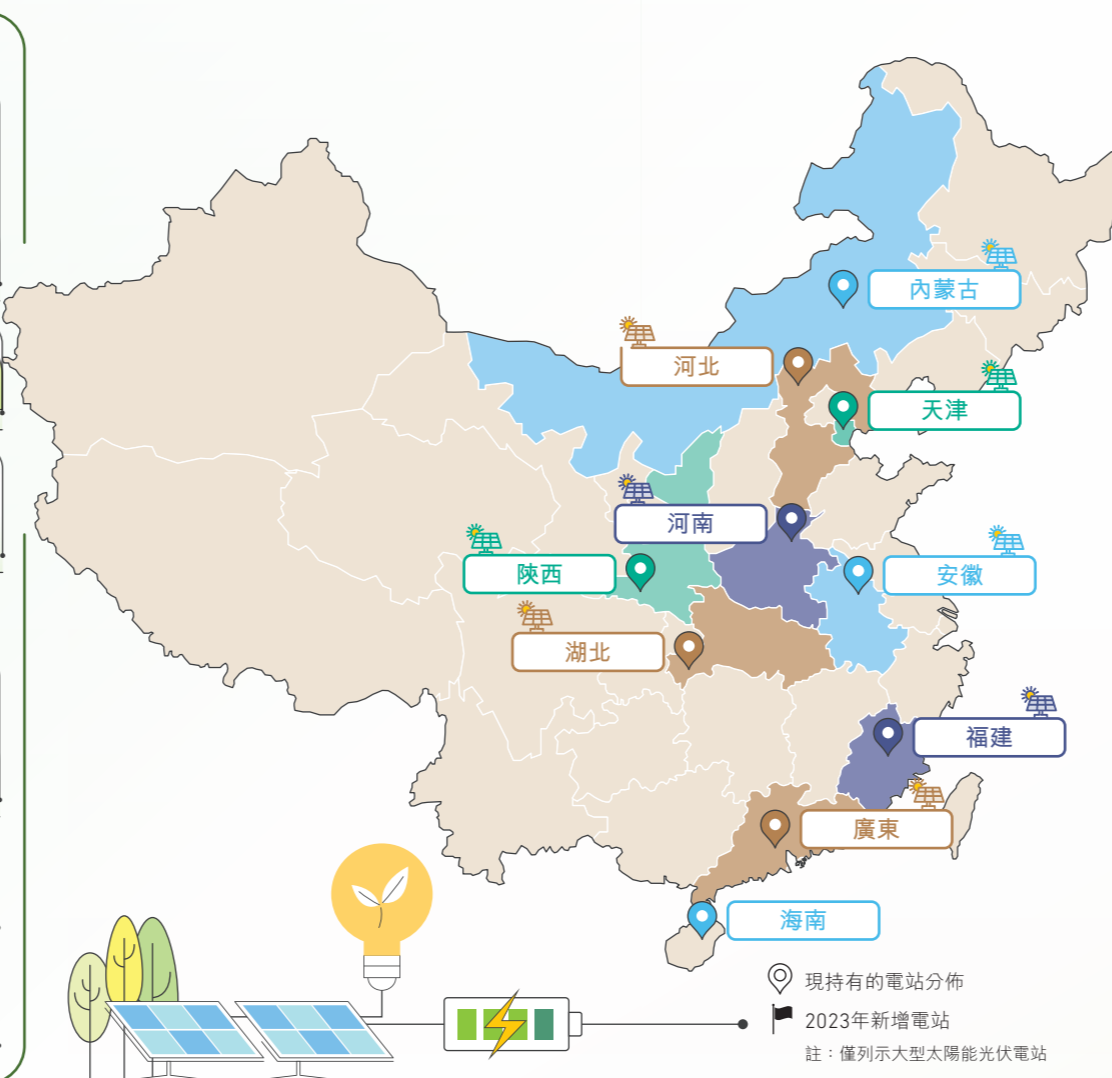 內蒙古
河北
天津
河南
陝西
安徽
湖北
福建
廣東
海南
現持有的電站分佈
2023年新增電站
註：僅列示大型太陽能光伏電站